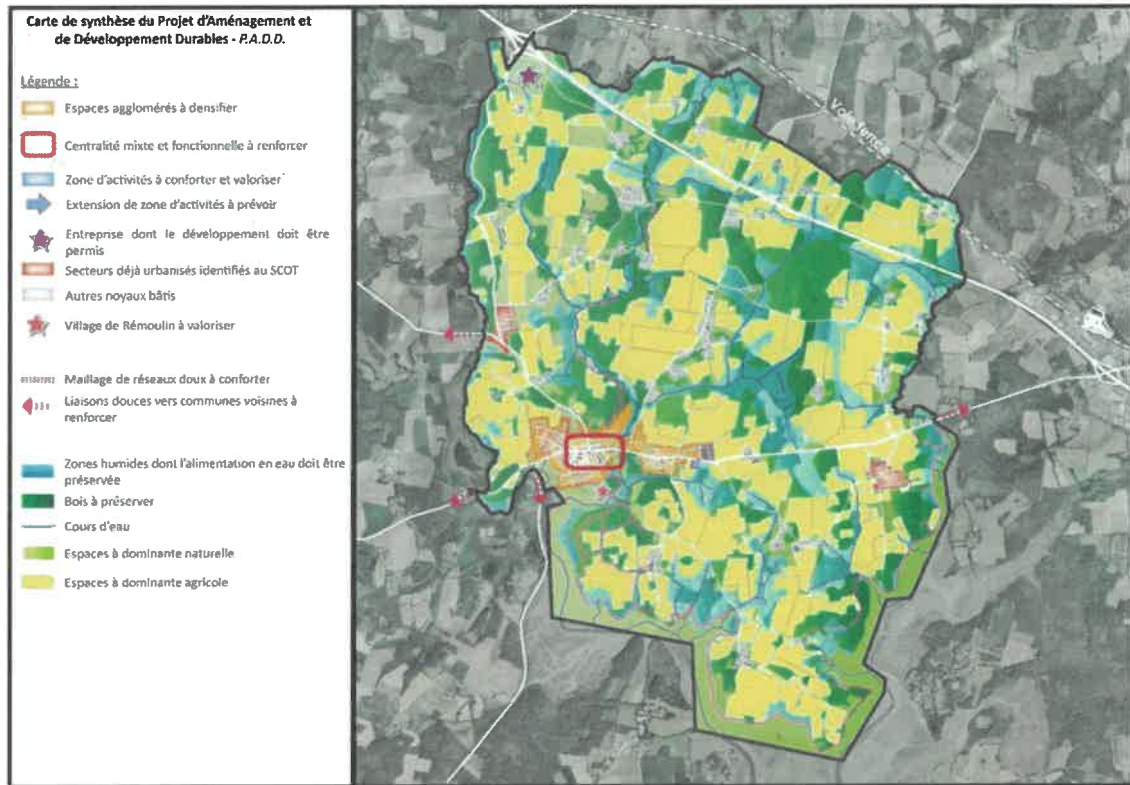 Carte de synthèse du Projet d'Aménagement et
de Développement Durables - P.A.D.D.
Légende :
Espaces agglomérés à densifier
Centralité mixte et fonctionnelle à renforcer
Zone d'activités à conforter et valoriser
Extension de zone d'activités à prévoir
Entreprise dont le développement doit être
permis
Secteurs déjà urbanisés identifiés au SCOT
Autres noyaux bâtis
Village de Rémoulin à valoriser
Maillage de réseaux doux à conforter
Liaisons douces vers communes voisines à
renforcer
Zones humides dont l'alimentation en eau doit être
préservée
Bois à préserver
Cours d'eau
Espaces à dominante naturelle
Espaces à dominante agricole
Voie ferrée